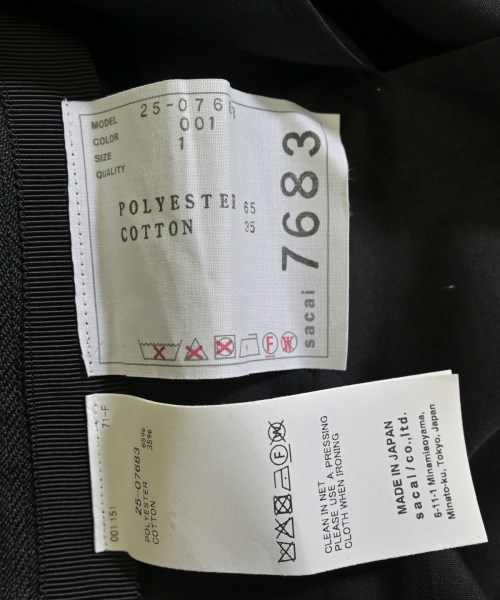 MODEL 25-076
COLOR 001
SIZE 1
QUALITY
POLYESTER 65
COTTON 35
sacai 7683
F W
71-F
001 151
25-07683
POLYESTER 65%
COTTON 35%
F W
CLEAN IN NET
PLEASE USE A PRESSING
CLOTH WHEN IRONING
MADE IN JAPAN
sacai/co.,ltd.
6-11-1 Minamiaoyama,
Minato-ku, Tokyo, Japan